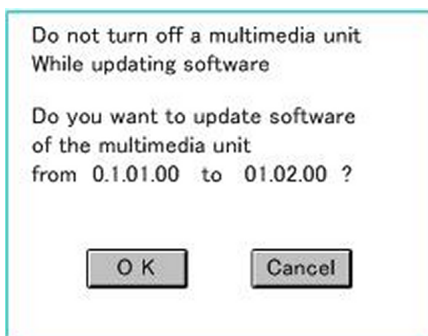 Do not turn off a multimedia unit
While updating software
Do you want to update software
of the multimedia unit
from 0.1.01.00 to 01.02.00 ?
O K Cancel